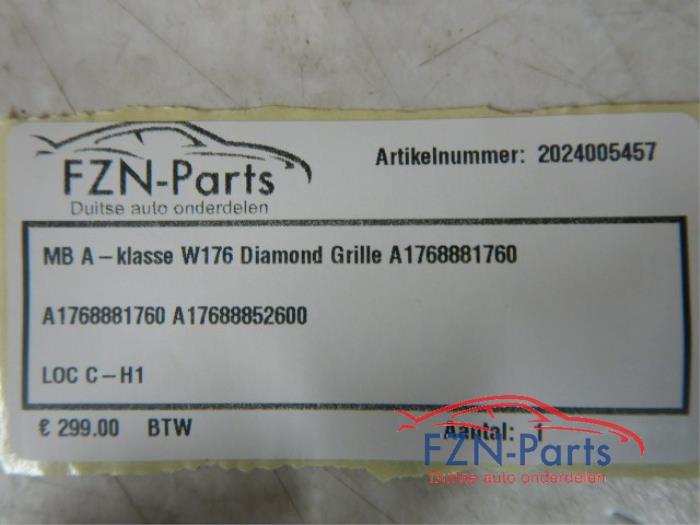 FZN-Parts
Duitse auto onderdelen
Artikelnummer: 2024005457
MB A-klasse W176 Diamond Grille A1768881760
A1768881760 A17688852600
LOC C-H1
€ 299.00 BTW
Aantal: 1
FZN-Parts
Duitse auto onderdelen